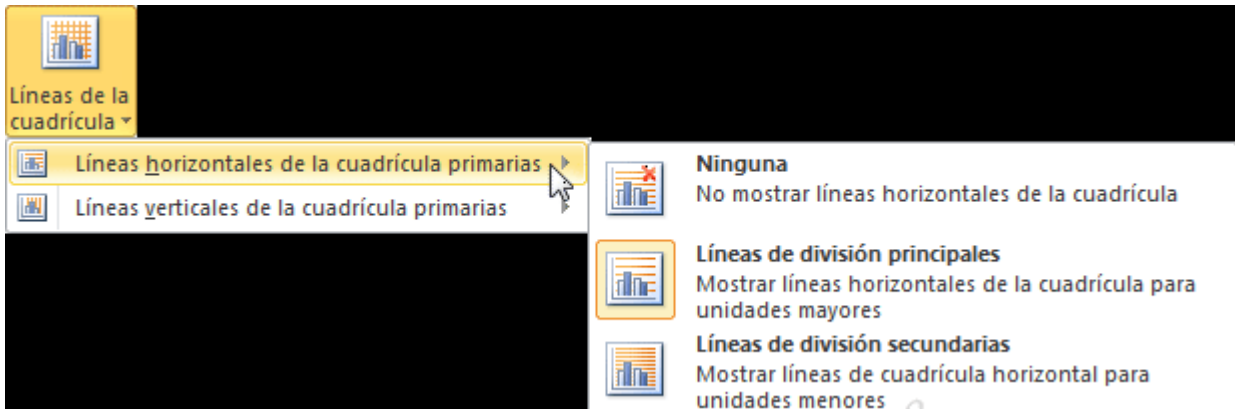 Líneas de la
cuadrícula
Líneas horizontales de la cuadrícula primarias
Líneas verticales de la cuadrícula primarias
Ninguna
No mostrar líneas horizontales de la cuadrícula
Líneas de división principales
Mostrar líneas horizontales de la cuadrícula para
unidades mayores
Líneas de división secundarias
Mostrar líneas de cuadrícula horizontal para
unidades menores